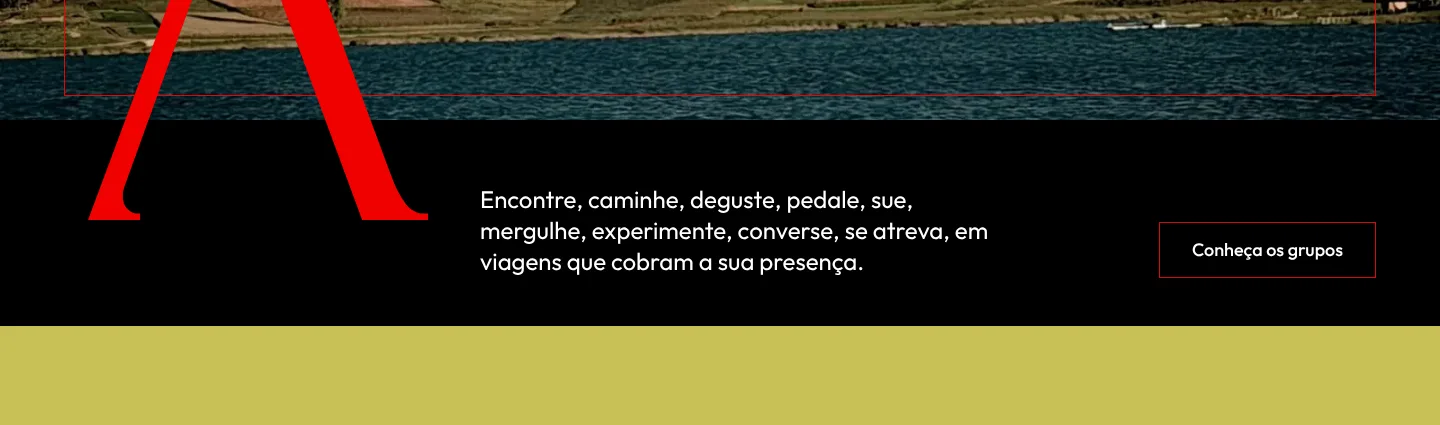 Encontre, caminhe, deguste, pedale, sue,
mergulhe, experimente, converse, se atreva, em
viagens que cobram a sua presença.
Conheça os grupos